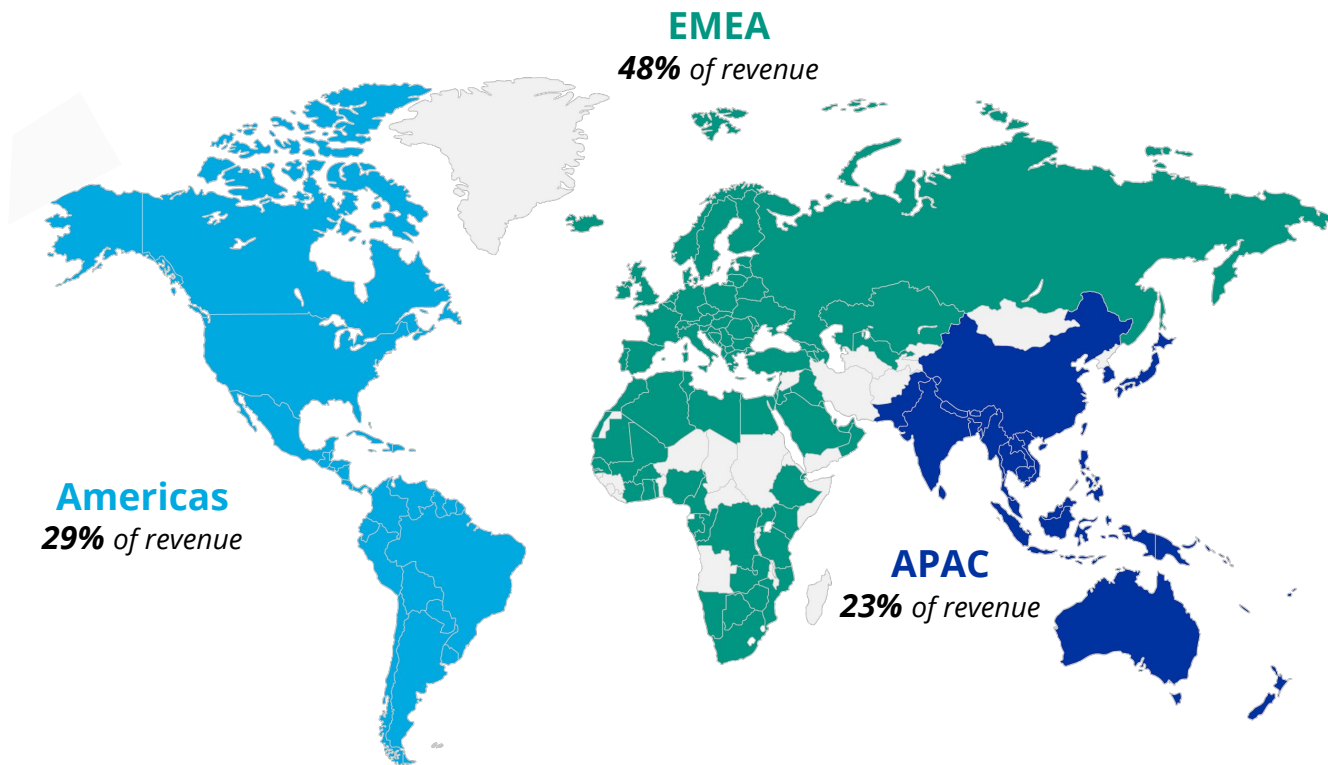 EMEA
48% of revenue
Americas
29% of revenue
APAC
23% of revenue